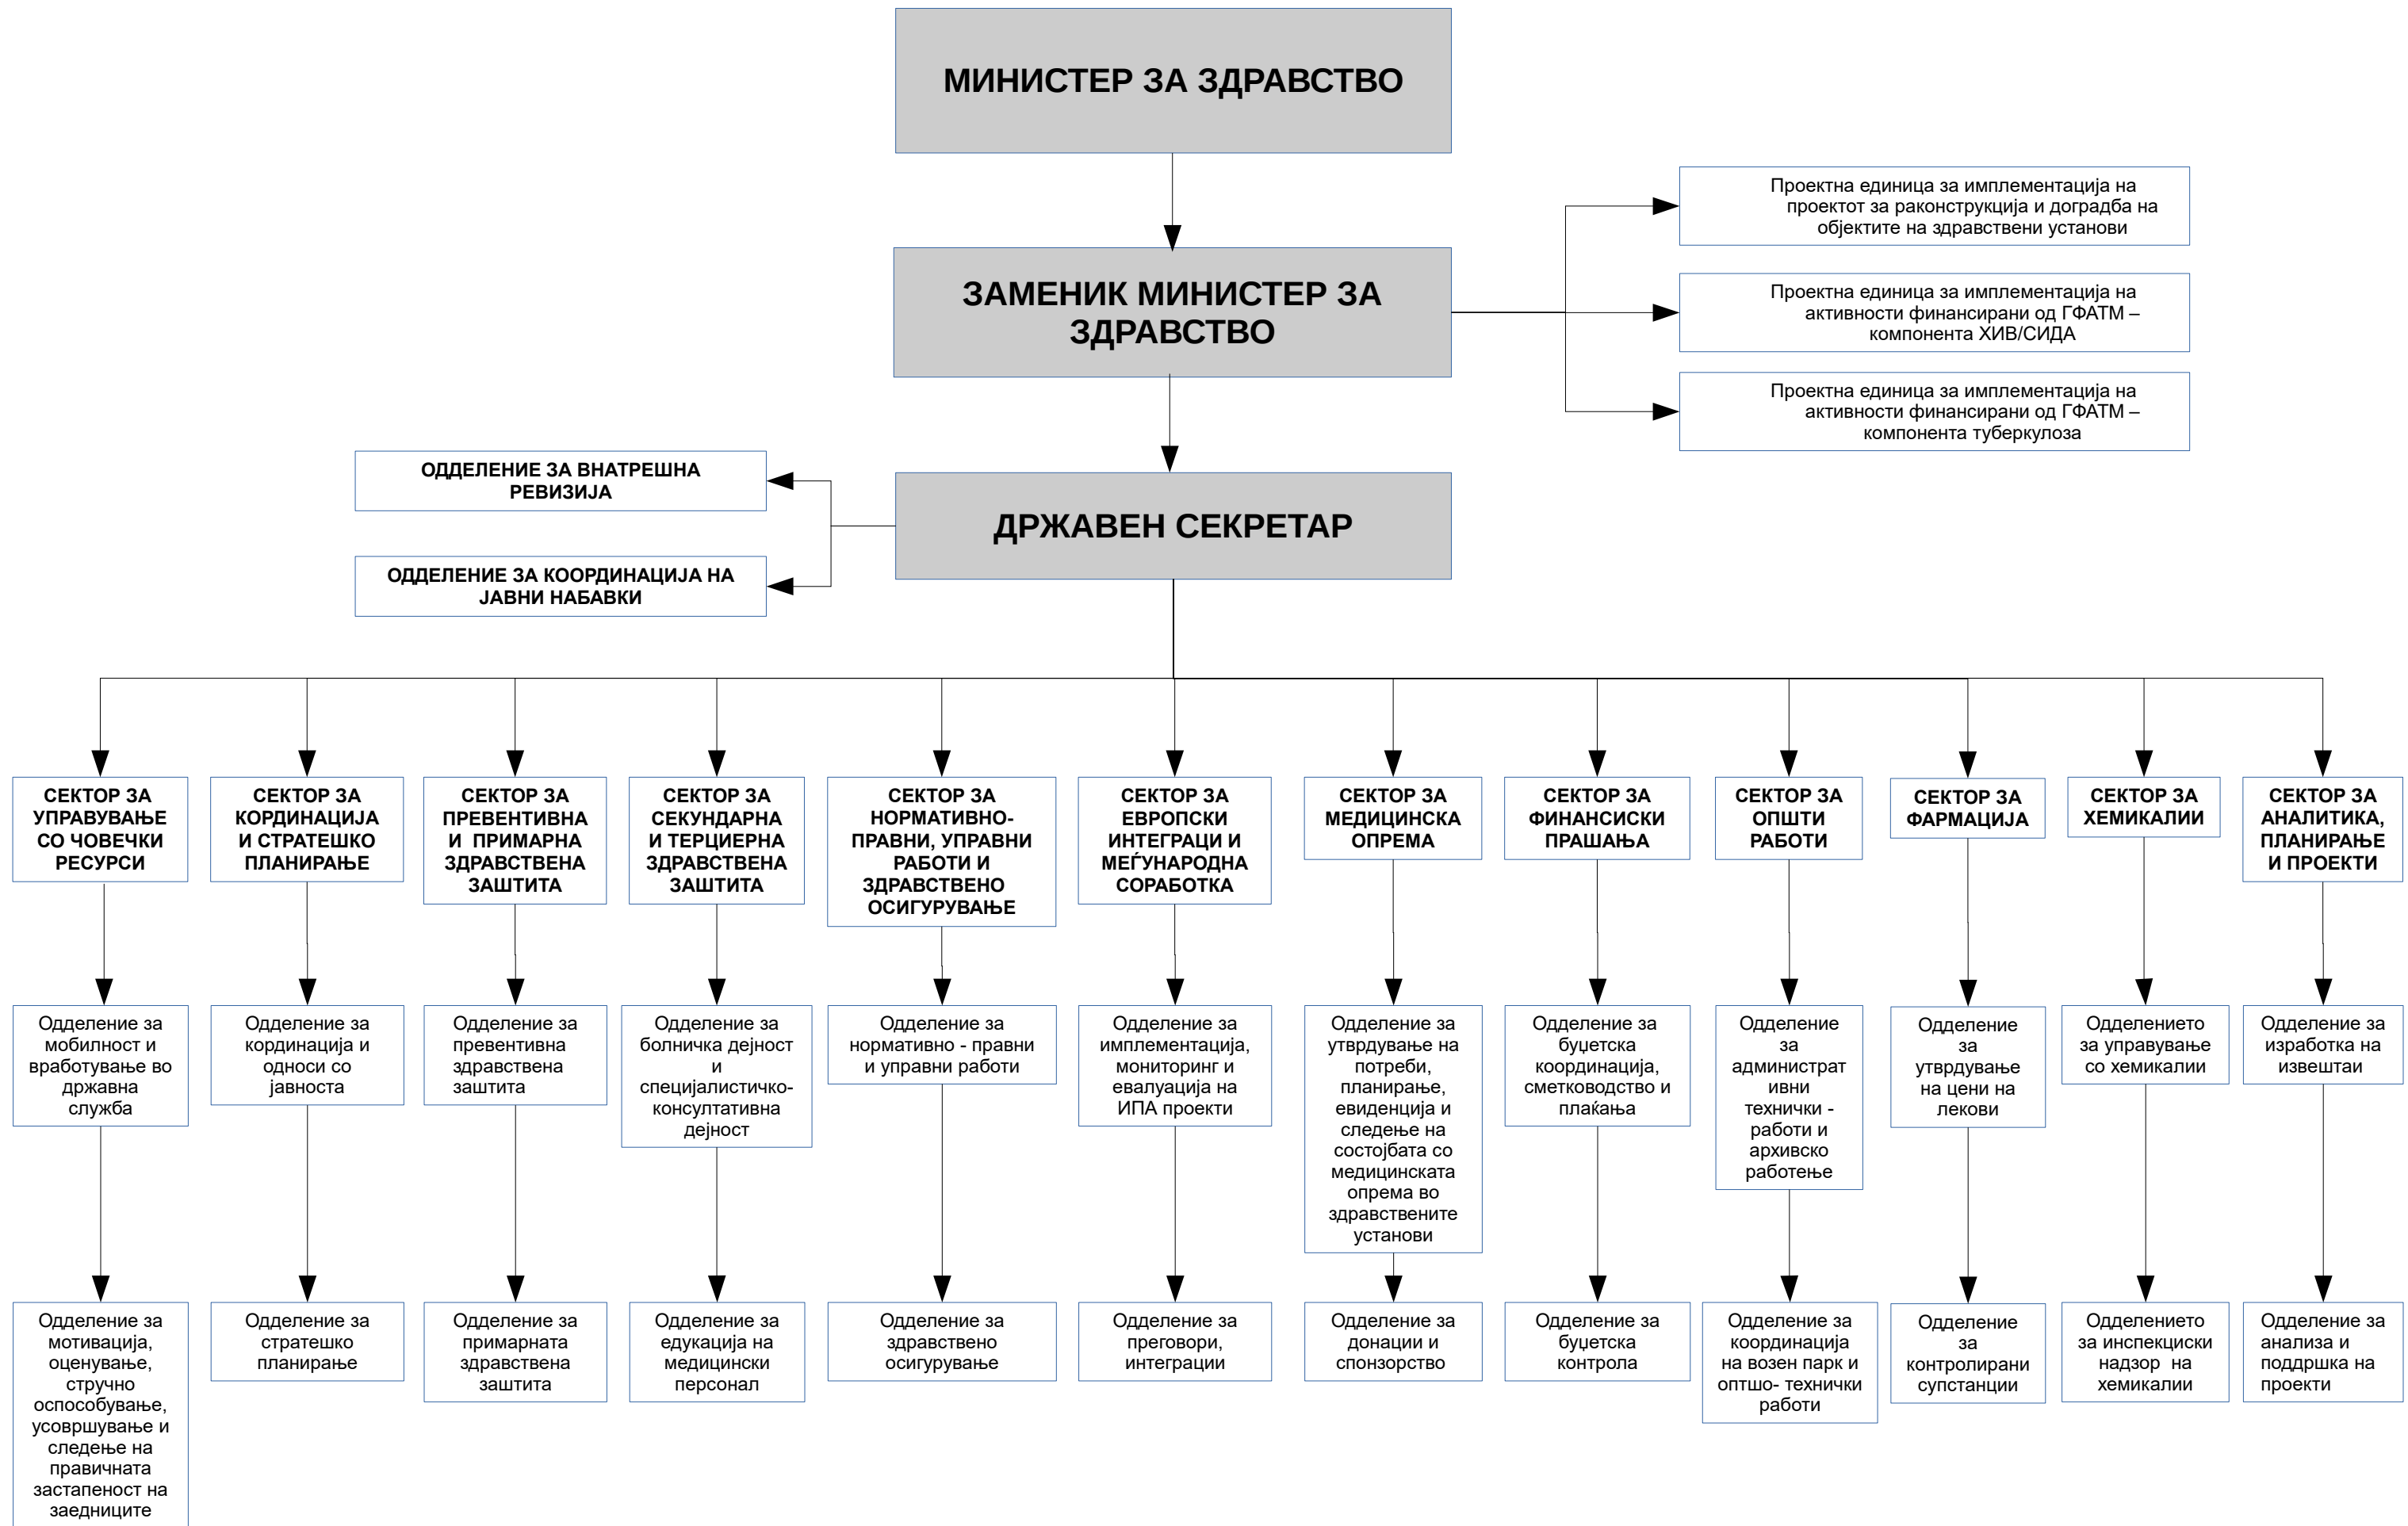 МИНИСТЕР ЗА ЗДРАВСТВО
Проектна единица за имплементација на
проектот за раконструкција и доградба на
објектите на здравствени установи
ЗАМЕНИК МИНИСТЕР ЗА
ЗДРАВСТВО
Проектна единица за имплементација на
активности финансирани од ГФАТМ –
компонента ХИВ/СИДА
Проектна единица за имплементација на
активности финансирани од ГФАТМ –
компонента туберкулоза
ОДДЕЛЕНИЕ ЗА ВНАТРЕШНА
РЕВИЗИЈА
ДРЖАВЕН СЕКРЕТАР
ОДДЕЛЕНИЕ ЗА КООРДИНАЦИЈА НА
ЈАВНИ НАБАВКИ
СЕКТОР ЗА
УПРАВУВАЊЕ
СО ЧОВЕЧКИ
РЕСУРСИ
СЕКТОР ЗА
КОРДИНАЦИЈА
И СТРАТЕШКО
ПЛАНИРАЊЕ
СЕКТОР ЗА
ПРЕВЕНТИВНА
И  ПРИМАРНА
ЗДРАВСТВЕНА
ЗАШТИТА
СЕКТОР ЗА
СЕКУНДАРНА
И ТЕРЦИЕРНА
ЗДРАВСТВЕНА
ЗАШТИТА
СЕКТОР ЗА
НОРМАТИВНО-
ПРАВНИ, УПРАВНИ
РАБОТИ И
ЗДРАВСТВЕНО
ОСИГУРУВАЊЕ
СЕКТОР ЗА
ЕВРОПСКИ
ИНТЕГРАЦИ И
МЕЃУНАРОДНА
СОРАБОТКА
СЕКТОР ЗА
МЕДИЦИНСКА
ОПРЕМА
СЕКТОР ЗА
ФИНАНСИСКИ
ПРАШАЊА
СЕКТОР ЗА
ОПШТИ
РАБОТИ
СЕКТОР ЗА
ФАРМАЦИЈА
СЕКТОР ЗА
ХЕМИКАЛИИ
СЕКТОР ЗА
АНАЛИТИКА,
ПЛАНИРАЊЕ
И ПРОЕКТИ
Одделение за
мобилност и
вработување во
државна
служба
Одделение за
кординација и
односи со
јавноста
Одделение за
превентивна
здравствена
заштита
Одделение за
болничка дејност
и
специјалистичко-
консултативна
дејност
Одделение за
нормативно - правни
и управни работи
Одделение за
имплементација,
мониторинг и
евалуација на
ИПА проекти
Одделение за
утврдување на
потреби,
планирање,
евиденција и
следење на
состојбата со
медицинската
опрема во
здравствените
установи
Одделение за
буџетска
координација,
сметководство и
плаќања
Одделение
за
администрат
ивни
технички -
работи и
архивско
работење
Одделение
за
утврдување
на цени на
лекови
Одделението
за управување
со хемикалии
Одделение за
изработка на
извештаи
Одделение за
мотивација,
оценување,
стручно
оспособување,
усовршување и
следење на
правичната
застапеност на
заедниците
Одделение за
стратешко
планирање
Одделение за
примарната
здравствена
заштита
Одделение за
едукација на
медицински
персонал
Одделение за
здравствено
осигурување
Одделение за
преговори,
интеграции
Одделение за
донации и
спонзорство
Одделение за
буџетска
контрола
Одделение за
координација
на возен парк и
оптшо- технички
работи
Одделение
за
контролирани
супстанции
Одделението
за инспекциски
надзор  на
хемикалии
Одделение за
анализа и
поддршка на
проекти